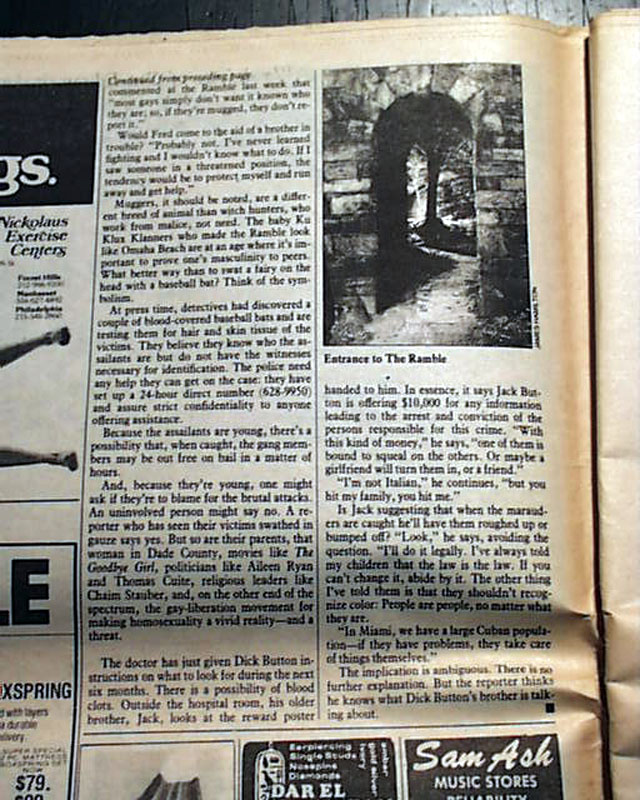 Continued from preceding page
commented at the Ramble last week that
"most gays simply don't want it known who
they are; so, if they're mugged, they don't re-
port it."
Would Fred come to the aid of a brother in
trouble? "Probably not. I've never learned
fighting and I wouldn't know what to do. If I
saw someone in a threatened position, the
tendency would be to protect myself and run
away and get help."
Muggers, it should be noted, are a differ-
ent breed of animal than witch hunters, who
work from malice, not need. The baby Ku
Klux Klanners who made the Ramble look
like Omaha Beach are at an age where it's im-
portant to prove one's masculinity to peers.
What better way than to swat a fairy on the
head with a baseball bat? Think of the sym-
bolism.
At press time, detectives had discovered a
couple of blood-covered baseball bats and are
testing them for hair and skin tissue of the
victims. They believe they know who the as-
sailants are but do not have the witnesses
necessary for identification. The police need
any help they can get on the case: they have
set up a 24-hour direct number (628-9950)
and assure strict confidentiality to anyone
offering assistance.
Because the assailants are young, there's a
possibility that, when caught, the gang mem-
bers may be out free on bail in a matter of
hours.
And, because they're young, one might
ask if they're to blame for the brutal attacks.
An uninvolved person might say no. A re-
porter who has seen their victims swathed in
gauze says yes. But so are their parents, that
woman in Dade County, movies like The
Goodbye Girl, politicians like Aileen Ryan
and Thomas Cuite, religious leaders like
Chaim Stauber, and, on the other end of the
spectrum, the gay-liberation movement for
making homosexuality a vivid reality—and a
threat.
The doctor has just given Dick Button in-
structions on what to look for during the next
six months. There is a possibility of blood
clots. Outside the hospital room, his older
brother, Jack, looks at the reward poster
JAMES HAMILTON
Entrance to The Ramble
handed to him. In essence, it says Jack But-
ton is offering $10,000 for any information
leading to the arrest and conviction of the
persons responsible for this crime. "With
this kind of money," he says, "one of them is
bound to squeal on the others. Or maybe a
girlfriend will turn them in, or a friend."
"I'm not Italian," he continues, "but you
hit my family, you hit me."
Is Jack suggesting that when the maraud-
ers are caught he'll have them roughed up or
bumped off? "Look," he says, avoiding the
question. "I'll do it legally. I've always told
my children that the law is the law. If you
can't change it, abide by it. The other thing
I've told them is that they shouldn't recog-
nize color: People are people, no matter what
they are.
"In Miami, we have a large Cuban popula-
tion—if they have problems, they take care
of things themselves."
The implication is ambiguous. There is no
further explanation. But the reporter thinks
he knows what Dick Button's brother is talk-
ing about.
gs.
Nickolaus
Exercise
Centers
Forest Hills
Manhasset
Philadelphia
LE
OXSPRING
d with layers
a durable
delivery.
SUPER SPECIAL
2 PC. MATTRESS
NOW
$79.
Earpiercing
Single Studs
Nosepins
Diamonds
DAR EL
Sam Ash
MUSIC STORES
RELIABILITY